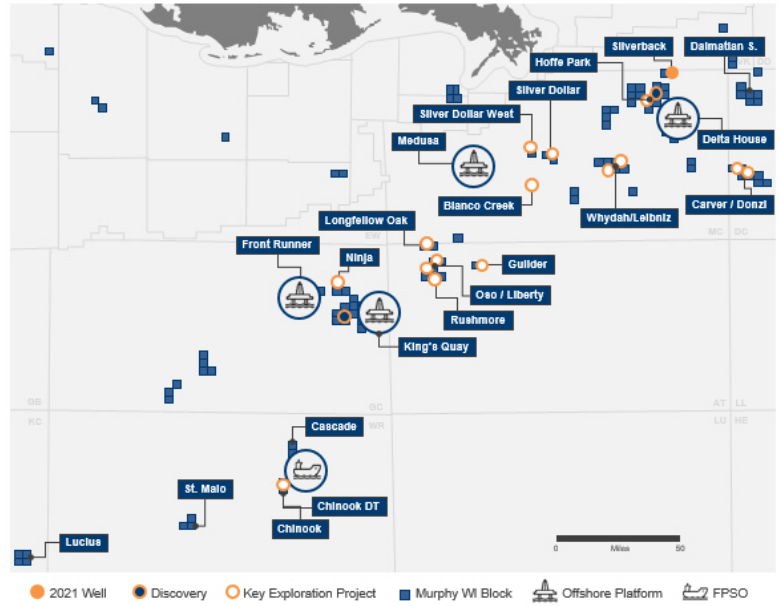 Silverback
Dalmatian S.
VK DD
Hoffe Park
Silver Dollar
Silver Dollar West
Medusa
Delta House
Blanco Creek
Whydah/Leibniz
Carver / Donzi
Longfellow Oak
EW
MC DC
Front Runner
Ninja
Guilder
Oso / Liberty
Rushmore
King's Quay
GB
GC
AT LL
KC
WR
LU HE
Cascade
St. Malo
Chinook DT
Chinook
Lucius
0 Miles 50
2021 Well Discovery Key Exploration Project Murphy WI Block Offshore Platform FPSO